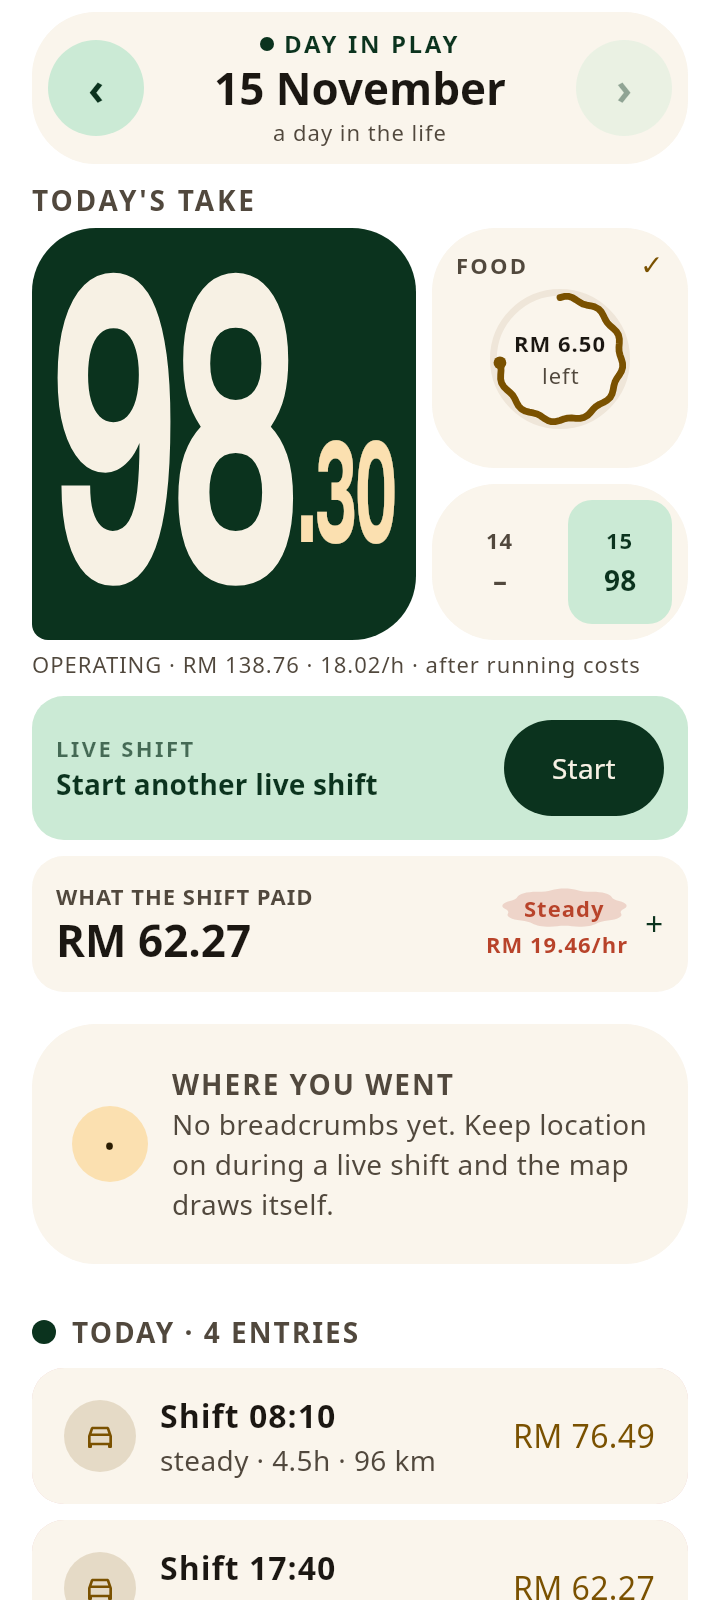 DAY IN PLAY
‹
15 November
›
a day in the life
TODAY'S TAKE
98.30
FOOD ✓
RM 6.50
left
14
–
15
98
OPERATING · RM 138.76 · 18.02/h · after running costs
LIVE SHIFT
Start another live shift
Start
WHAT THE SHIFT PAID
RM 62.27
Steady
RM 19.46/hr
+
WHERE YOU WENT
No breadcrumbs yet. Keep location
on during a live shift and the map
draws itself.
TODAY · 4 ENTRIES
Shift 08:10
steady · 4.5h · 96 km
RM 76.49
Shift 17:40
RM 62.27